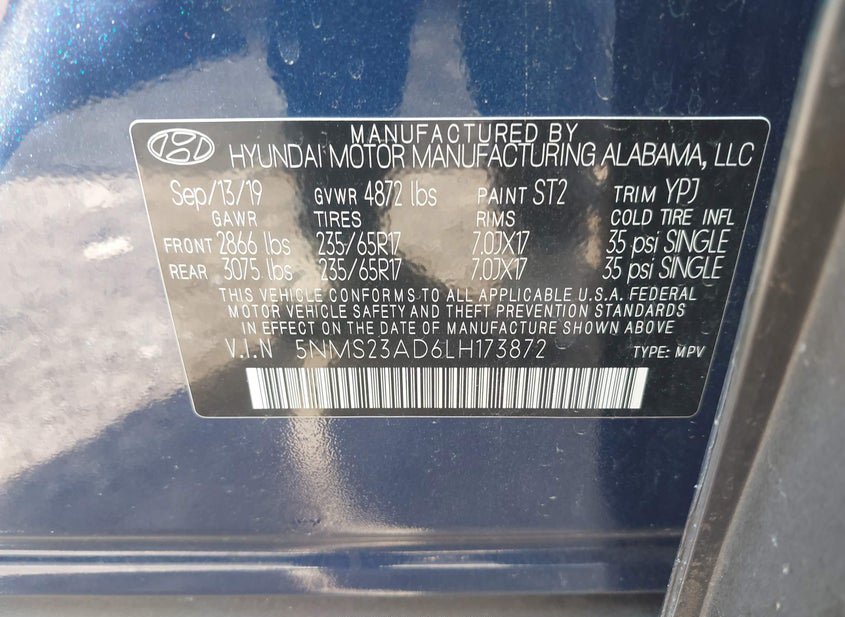 MANUFACTURED BY
HYUNDAI MOTOR MANUFACTURING ALABAMA, LLC
Sep/13/19 GVWR 4872 lbs PAINT ST2 TRIM YPJ
GAWR TIRES RIMS COLD TIRE INFL
FRONT 2866 lbs 235/65R17 7.0JX17 35 psi SINGLE
REAR 3075 lbs 235/65R17 7.0JX17 35 psi SINGLE
THIS VEHICLE CONFORMS TO ALL APPLICABLE U.S.A. FEDERAL
MOTOR VEHICLE SAFETY AND THEFT PREVENTION STANDARDS
IN EFFECT ON THE DATE OF MANUFACTURE SHOWN ABOVE
V.I.N 5NMS23AD6LH173872 TYPE: MPV